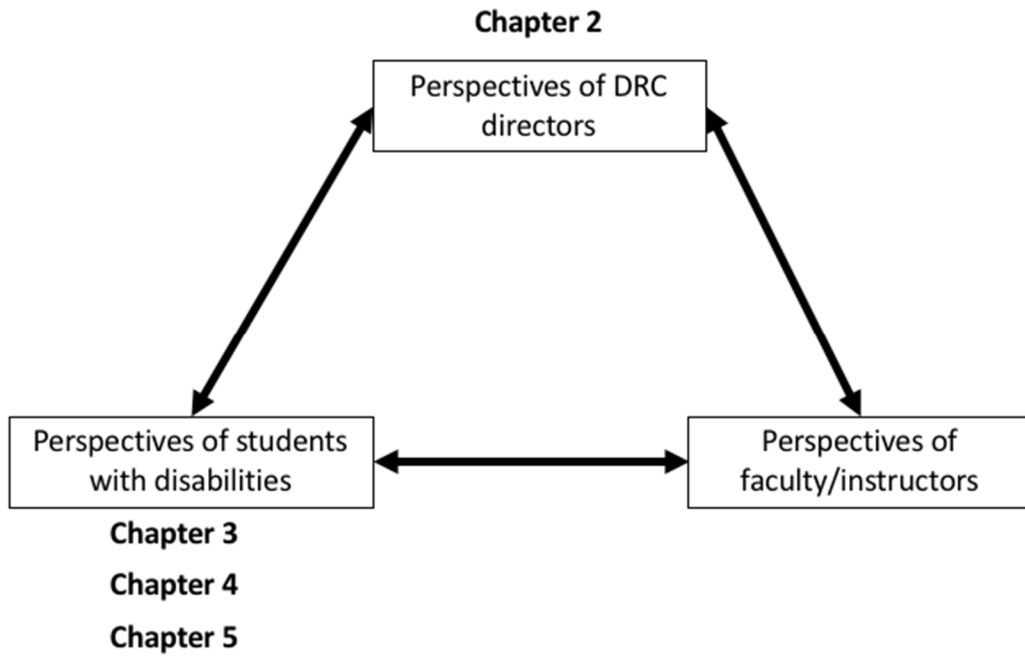 Chapter 2
Perspectives of DRC
directors
Perspectives of students
with disabilities
Perspectives of
faculty/instructors
Chapter 3
Chapter 4
Chapter 5